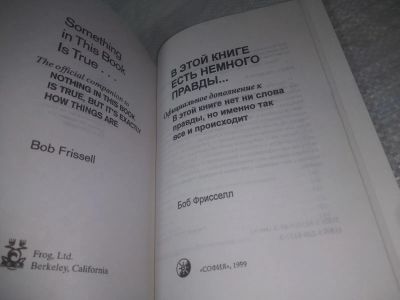 Something
in This Book
Is True . . .
The official companion to
NOTHING IN THIS BOOK
IS TRUE, BUT IT'S EXACTLY
HOW THINGS ARE
Bob Frissell
Frog, Ltd.
Berkeley, California
В ЭТОЙ КНИГЕ
ЕСТЬ НЕМНОГО
ПРАВДЫ...
Официальное дополнение к
В этой книге нет ни слова
правды, но именно так
все и происходит
Боб Фрисселл
«СОФИЯ», 1999